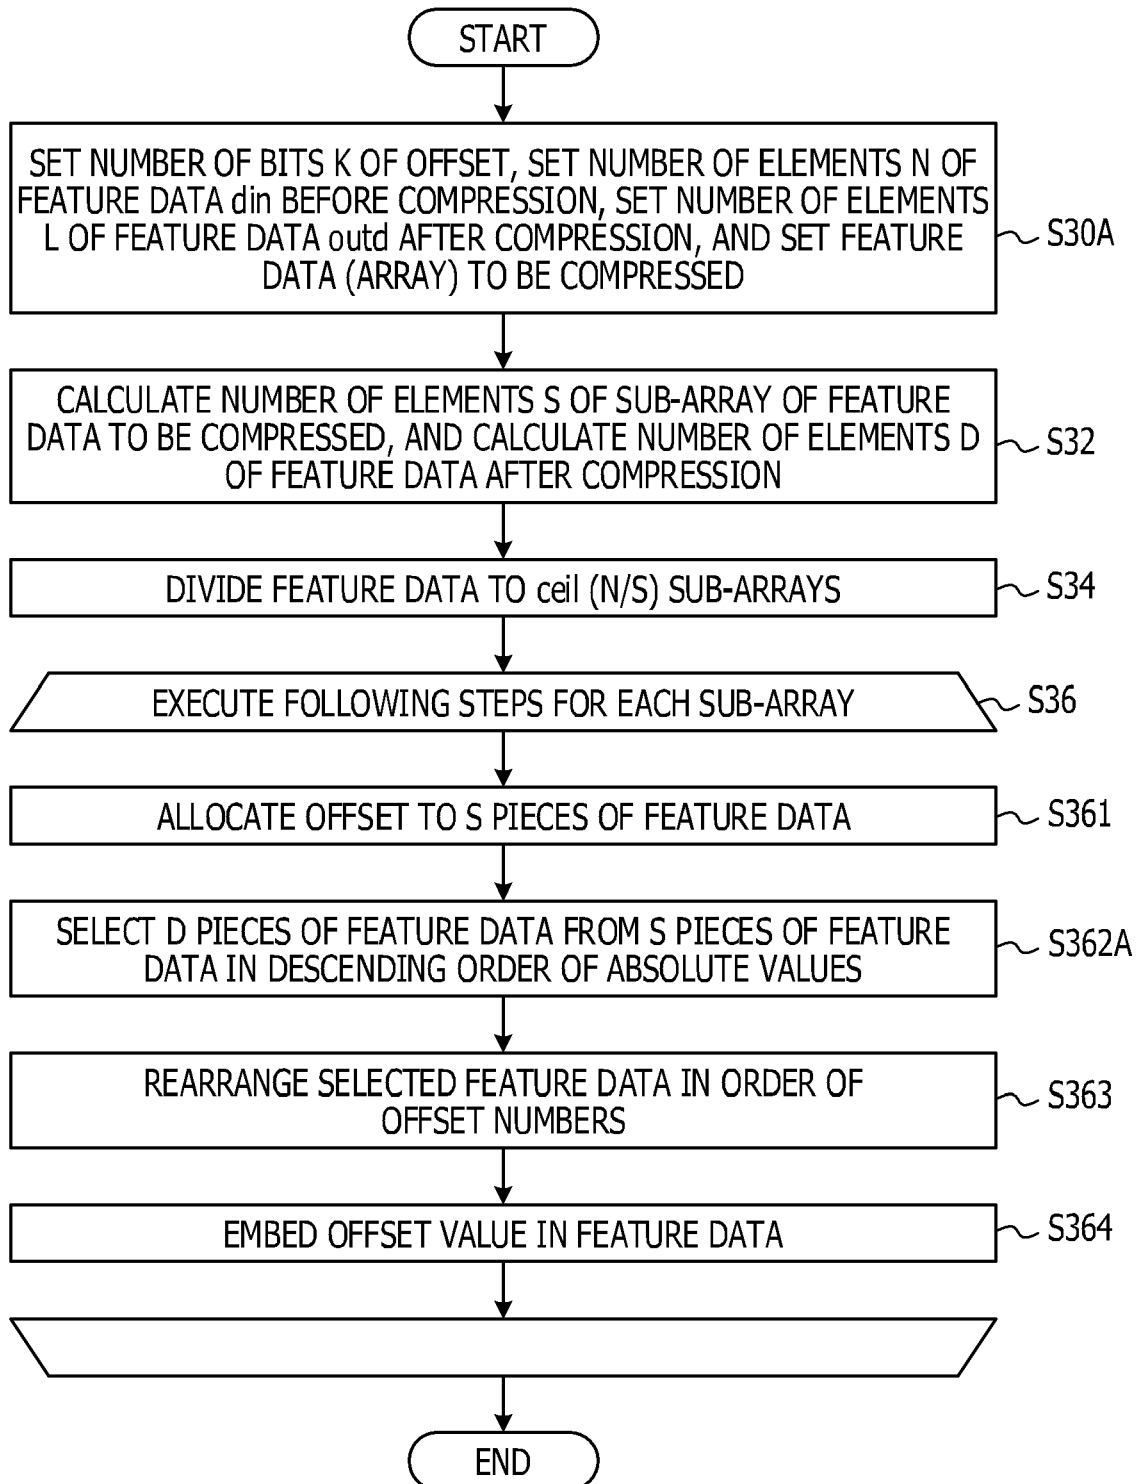 START
SET NUMBER OF BITS K OF OFFSET, SET NUMBER OF ELEMENTS N OF
FEATURE DATA din BEFORE COMPRESSION, SET NUMBER OF ELEMENTS
L OF FEATURE DATA outd AFTER COMPRESSION, AND SET FEATURE
DATA (ARRAY) TO BE COMPRESSED
S30A
CALCULATE NUMBER OF ELEMENTS S OF SUB-ARRAY OF FEATURE
DATA TO BE COMPRESSED, AND CALCULATE NUMBER OF ELEMENTS D
OF FEATURE DATA AFTER COMPRESSION
S32
DIVIDE FEATURE DATA TO ceil (N/S) SUB-ARRAYS
S34
EXECUTE FOLLOWING STEPS FOR EACH SUB-ARRAY
S36
ALLOCATE OFFSET TO S PIECES OF FEATURE DATA
S361
SELECT D PIECES OF FEATURE DATA FROM S PIECES OF FEATURE
DATA IN DESCENDING ORDER OF ABSOLUTE VALUES
S362A
REARRANGE SELECTED FEATURE DATA IN ORDER OF
OFFSET NUMBERS
S363
EMBED OFFSET VALUE IN FEATURE DATA
S364
END